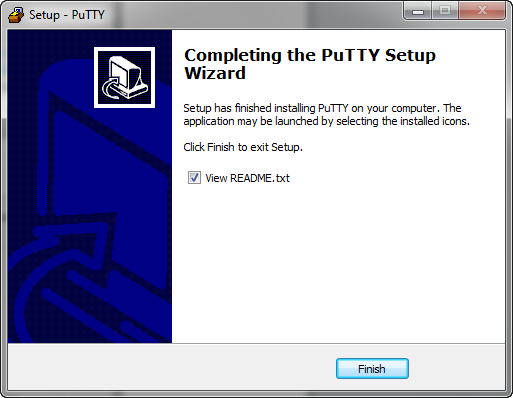 Setup - PuTTY
Completing the PuTTY Setup
Wizard
Setup has finished installing PuTTY on your computer. The
application may be launched by selecting the installed icons.
Click Finish to exit Setup.
View README.txt
Finish